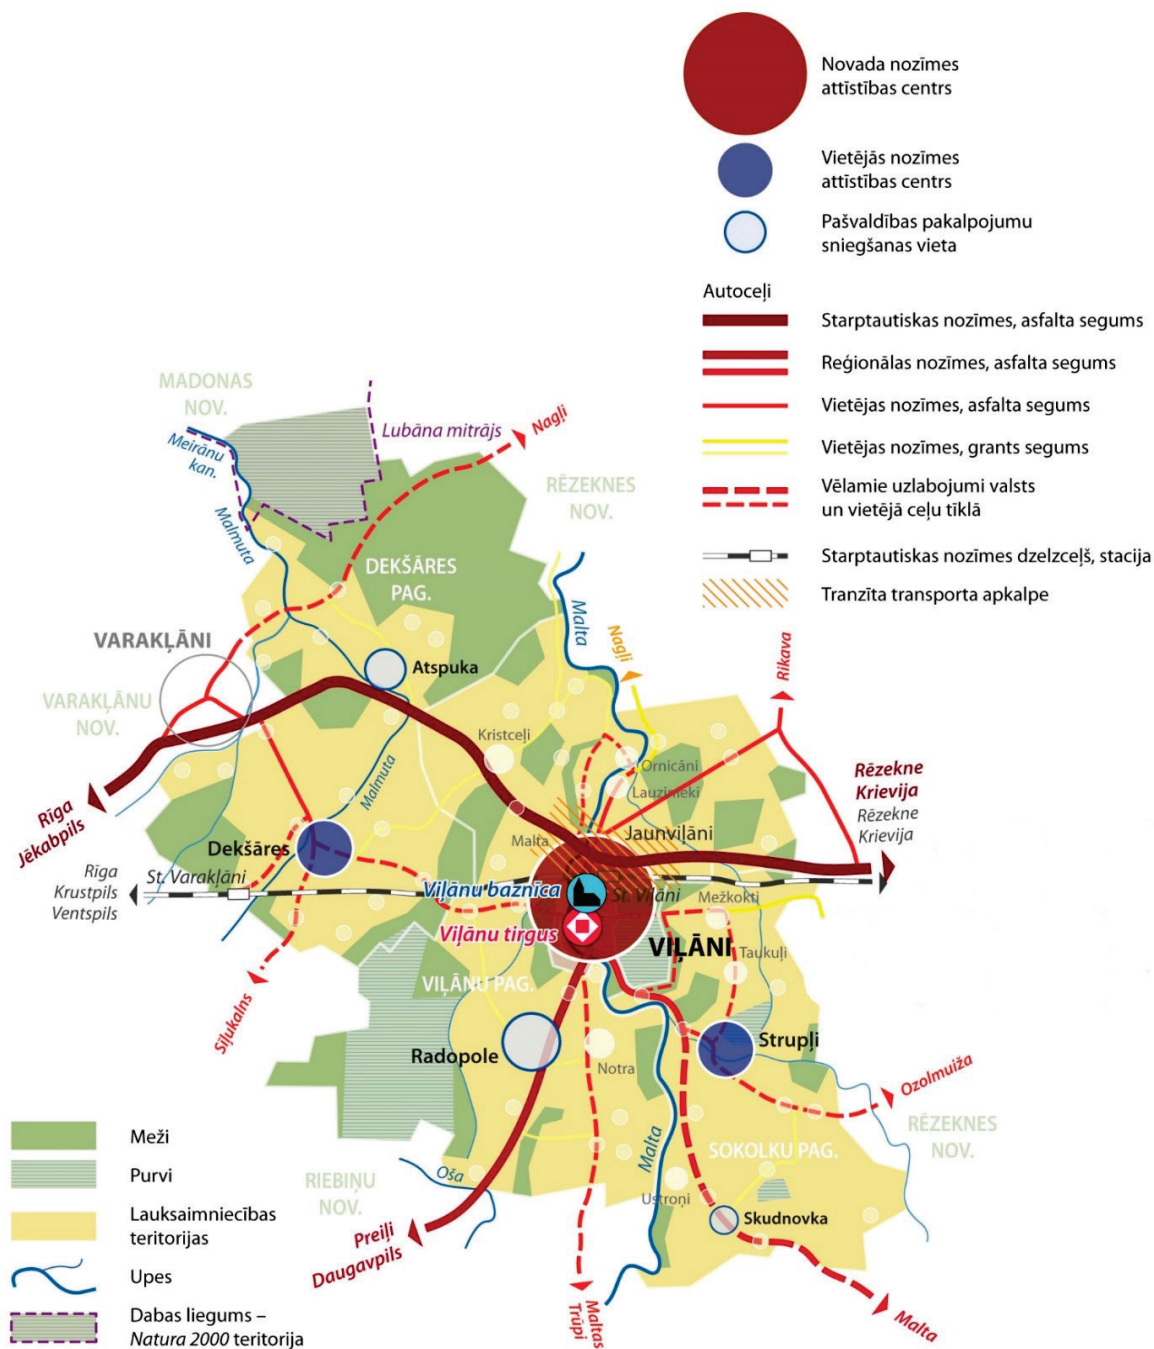 Novada nozīmes
attīstības centrs
Vietējās nozīmes
attīstības centrs
Pašvaldības pakalpojumu
sniegšanas vieta
Autoceļi
Starptautiskas nozīmes, asfalta segums
Reģionālas nozīmes, asfalta segums
Vietējas nozīmes, asfalta segums
Vietējas nozīmes, grants segums
Vēlamie uzlabojumi valsts
un vietējā ceļu tīklā
Starptautiskas nozīmes dzelzceļš, stacija
Tranzīta transporta apkalpe
MADONAS
NOV.
Meirānu
kan.
Lubāna mitrājs
Nagļi
RĒZEKNES
NOV.
Malmuta
DEKŠĀRES
PAG.
Malta
Nagļi
Rikava
VARAKĻĀNI
Atspuka
VARAKĻĀNU
NOV.
Kristceļi
Ornicāni
Lauzinieki
Malmuta
Rīga
Jēkabpils
Rēzekne
Krievija
Rēzekne
Krievija
Malta
Jaunviļāni
Dekšāres
Rīga
Krustpils
Ventspils
St. Varakļāni
Viļānu baznīca
St. Viļāni
Mežkokti
Viļānu tirgus
VIĻĀNI
Taukuļi
VIĻĀNU PAG.
Sīļukalns
Radopole
Strupļi
Notra
Ozolmuiža
RĒZEKNES
NOV.
Malta
SOKOLKU PAG.
Oša
RIEBIŅU
NOV.
Ustroņi
Skudnovka
Preiļi
Daugavpils
Maltas
Trūpi
Malta
Meži
Purvi
Lauksaimniecības
teritorijas
Upes
Dabas liegums –
Natura 2000 teritorija